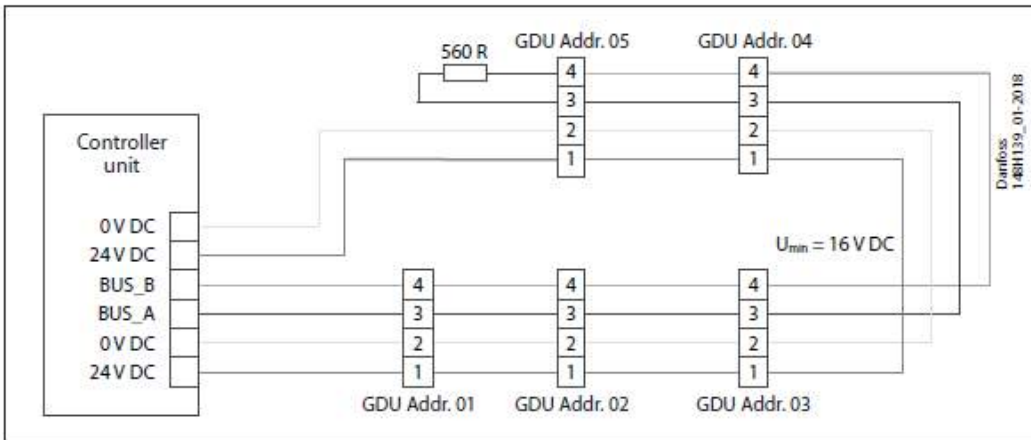 GDU Addr. 05
GDU Addr. 04
560 R
4
4
3
3
2
2
1
1
Danfoss
148H139_01-2018
Controller
unit
0 V DC
24 V DC
BUS_B
BUS_A
0 V DC
24 V DC
Umin = 16 V DC
4
4
4
3
3
3
2
2
2
1
1
1
GDU Addr. 01
GDU Addr. 02
GDU Addr. 03